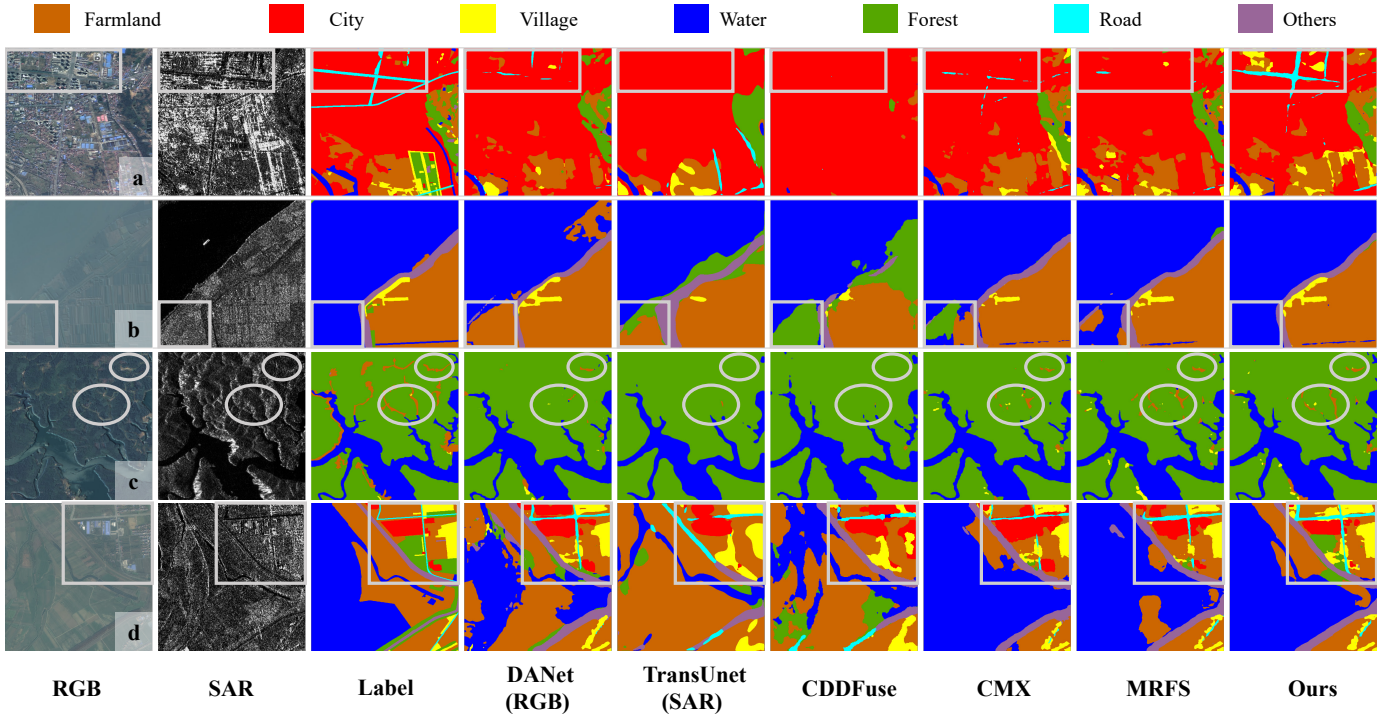 Farmland City Village Water Forest Road Others
a
b
c
d
RGB SAR Label DANet (RGB) TransUnet (SAR) CDDFuse CMX MRFS Ours